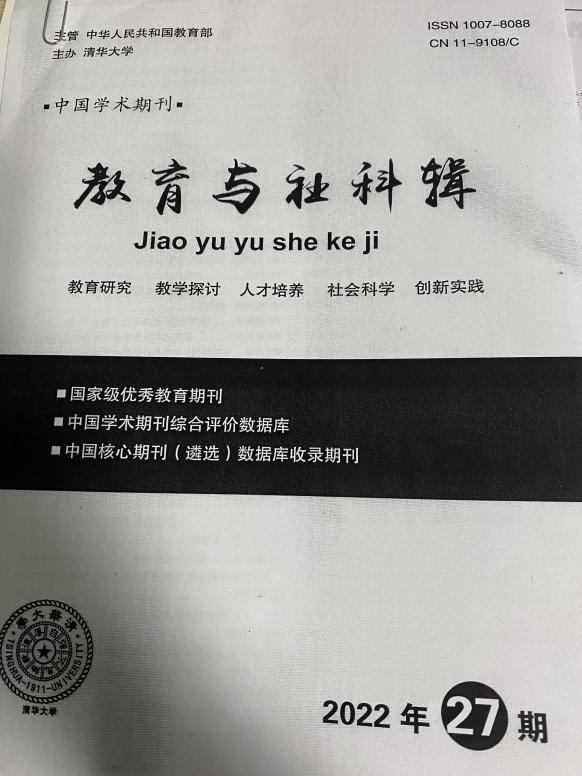 主管 中华人民共和国教育部
主办 清华大学
ISSN 1007-8088
CN 11-9108/C
▪中国学术期刊▪
教育与社科辑
Jiao yu yu she ke ji
教育研究 教学探讨 人才培养 社会科学 创新实践
■国家级优秀教育期刊
■中国学术期刊综合评价数据库
■中国核心期刊(遴选)数据库收录期刊
清華大學
TSINGHUA-1911-UNIVERSITY
清华大学
2022 年 27 期